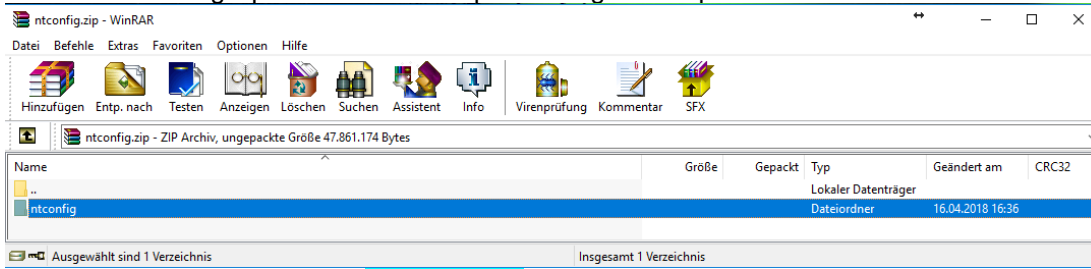 ntconfig.zip - WinRAR
Datei Befehle Extras Favoriten Optionen Hilfe
Hinzufügen Entp. nach Testen Anzeigen Löschen Suchen Assistent Info Virenprüfung Kommentar SFX
ntconfig.zip - ZIP Archiv, ungepackte Größe 47.861.174 Bytes
Name Größe Gepackt Typ Geändert am CRC32
.. Lokaler Datenträger
ntconfig Dateiordner 16.04.2018 16:36
Ausgewählt sind 1 Verzeichnis Insgesamt 1 Verzeichnis